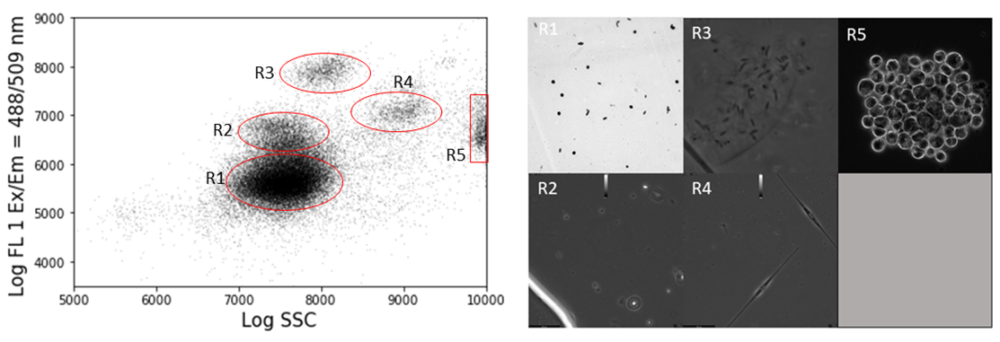 Log FL 1 Ex/Em = 488/509 nm
9000
8000
7000
6000
5000
4000
R3
R4
R2
R5
R1
5000 6000 7000 8000 9000 10000
Log SSC
R1 R3 R5
R2 R4